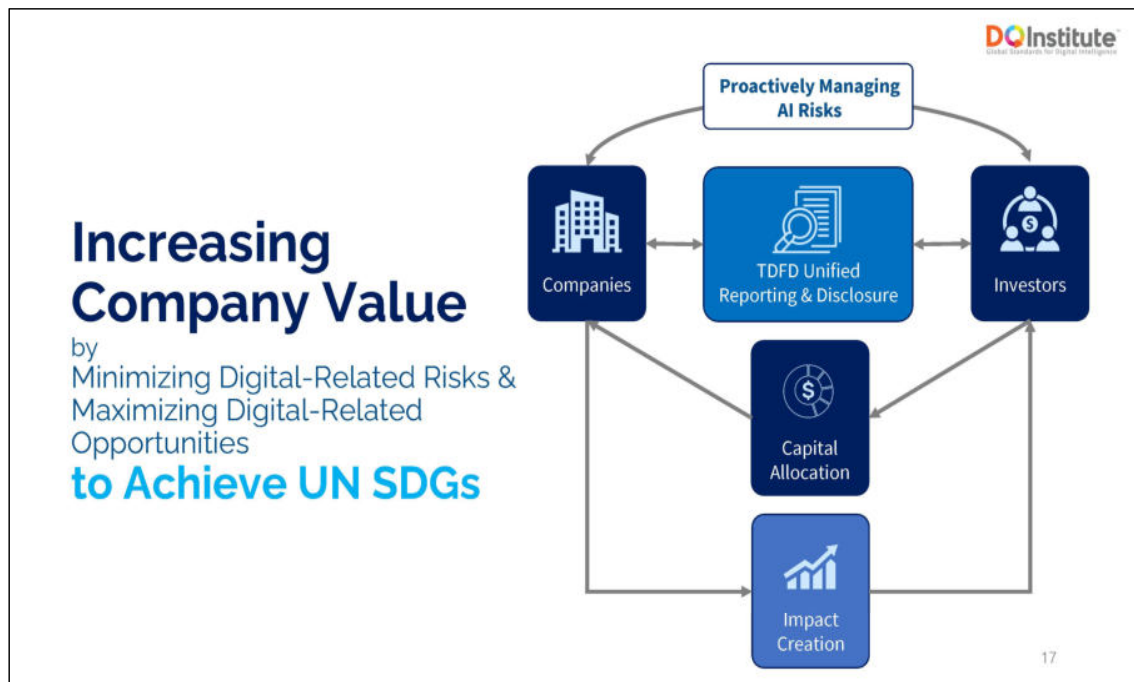 DQInstitute™
Global Standards for Digital Intelligence
Proactively Managing
AI Risks
Increasing
Company Value
by
Minimizing Digital-Related Risks &
Maximizing Digital-Related
Opportunities
to Achieve UN SDGs
Companies
TDFD Unified
Reporting & Disclosure
$
Investors
$
Capital
Allocation
Impact
Creation
17